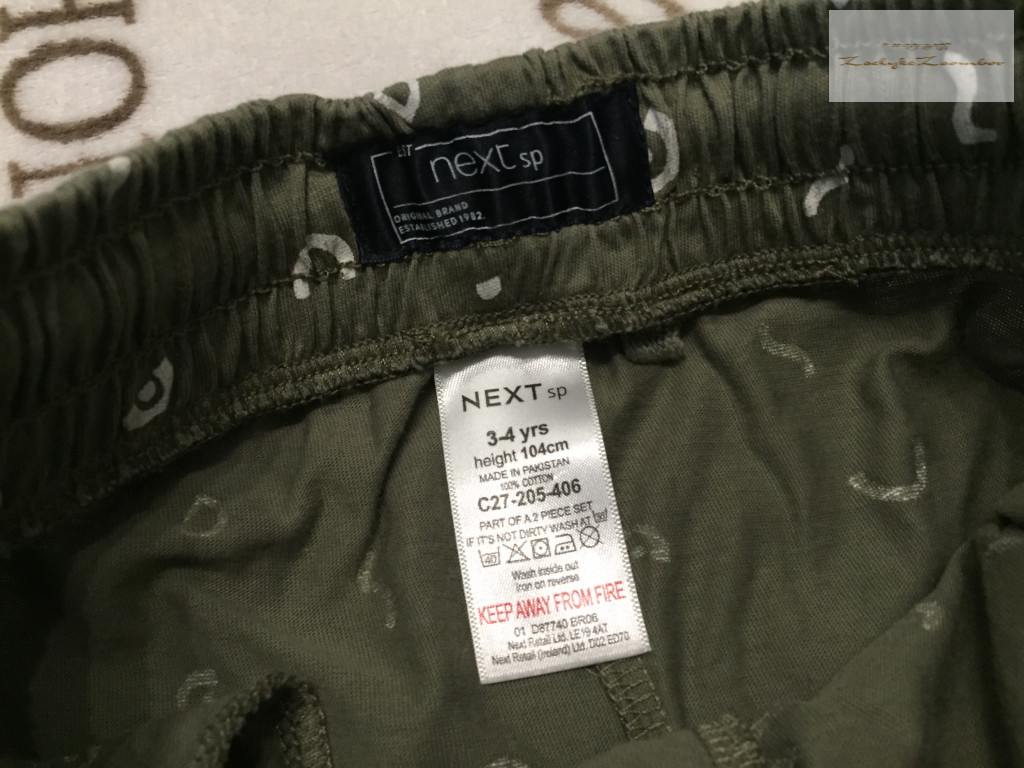 EST
next sp
ORIGINAL BRAND
ESTABLISHED 1982.
NEXT sp
3-4 yrs
height 104cm
MADE IN PAKISTAN
100% COTTON
C27-205-406
PART OF A 2 PIECE SET
IF IT'S NOT DIRTY WASH AT 30
40
Wash inside out
Iron on reverse
KEEP AWAY FROM FIRE
01 D87740 BR06
Next Retail Ltd. LE19 4AT
Next Retail (Ireland) Ltd. D02 ED70